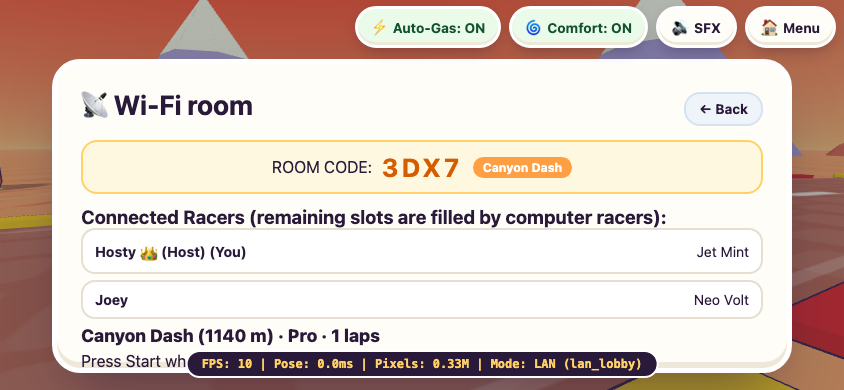 ⚡ Auto-Gas: ON
🌀 Comfort: ON
🔈 SFX
🏠 Menu
📡 Wi-Fi room
← Back
ROOM CODE: 3DX7 Canyon Dash
Connected Racers (remaining slots are filled by computer racers):
Hosty 👑 (Host) (You) Jet Mint
Joey Neo Volt
Canyon Dash (1140 m) · Pro · 1 laps
Press Start wh
FPS: 10 | Pose: 0.0ms | Pixels: 0.33M | Mode: LAN (lan_lobby)